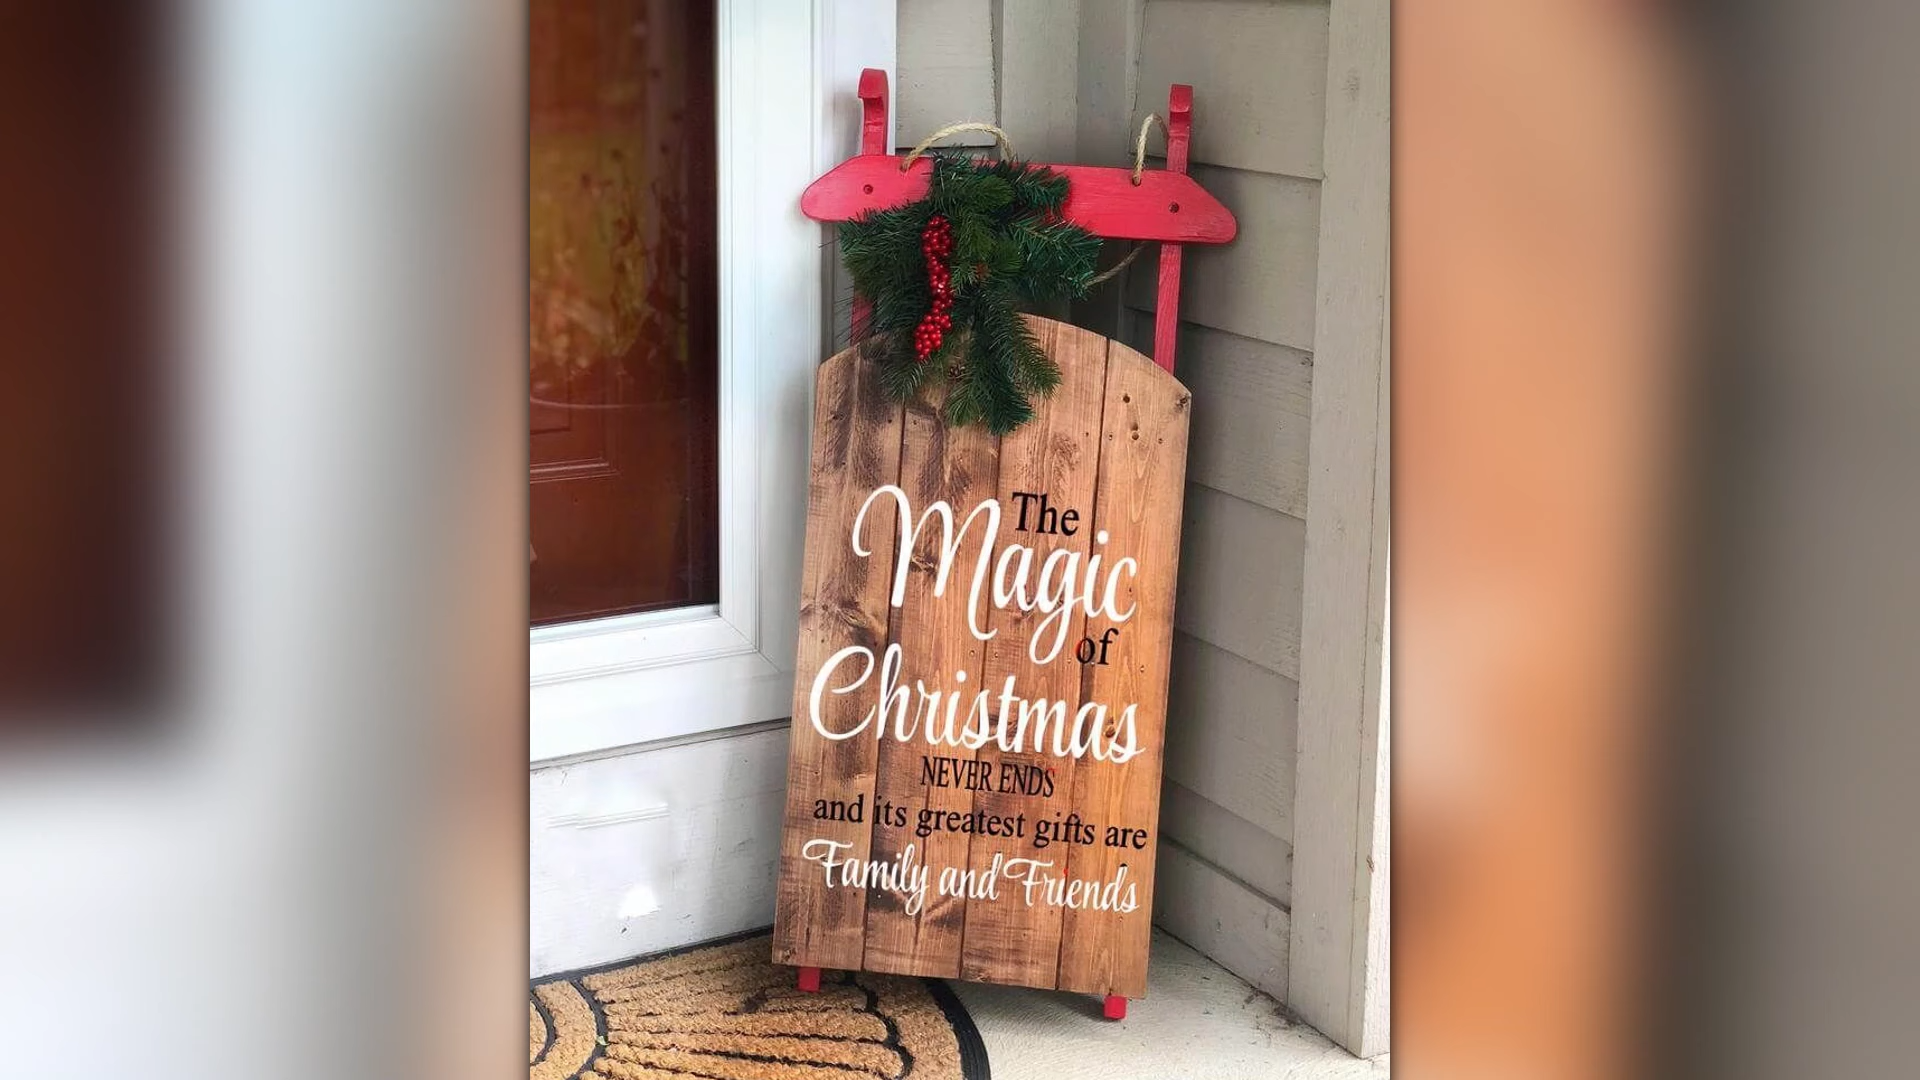 The
Magic
of
Christmas
NEVER ENDS
and its greatest gifts are
Family and Friends